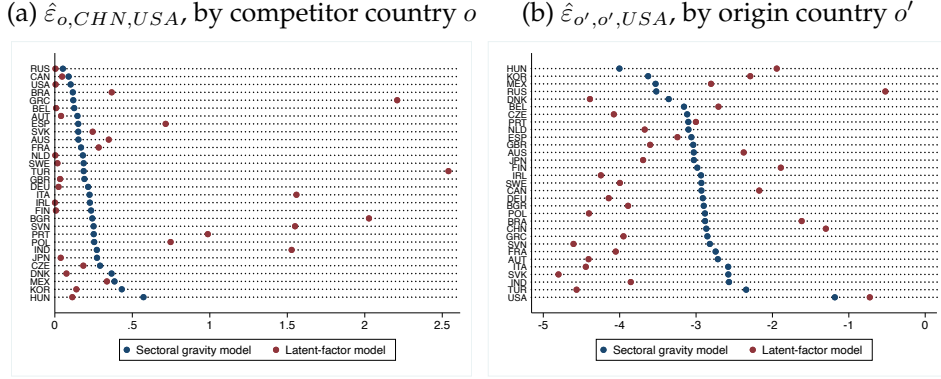 (a) ε̂_{o,CHN,USA}, by competitor country o
RUS
CAN
USA
BRA
GRC
BEL
AUT
ESP
SVK
AUS
FRA
NLD
SWE
TUR
GBR
DEU
ITA
IRL
FIN
BGR
SVN
PRT
POL
IND
JPN
CZE
DNK
MEX
KOR
HUN
0 .5 1 1.5 2 2.5
Sectoral gravity model Latent-factor model
(b) ε̂_{o′,o′,USA}, by origin country o′
HUN
KOR
MEX
RUS
DNK
BEL
CZE
PRT
NLD
ESP
GBR
AUS
JPN
FIN
IRL
SWE
CAN
DEU
BGR
POL
BRA
CHN
GRC
SVN
FRA
AUT
ITA
SVK
IND
TUR
USA
-5 -4 -3 -2 -1 0
Sectoral gravity model Latent-factor model